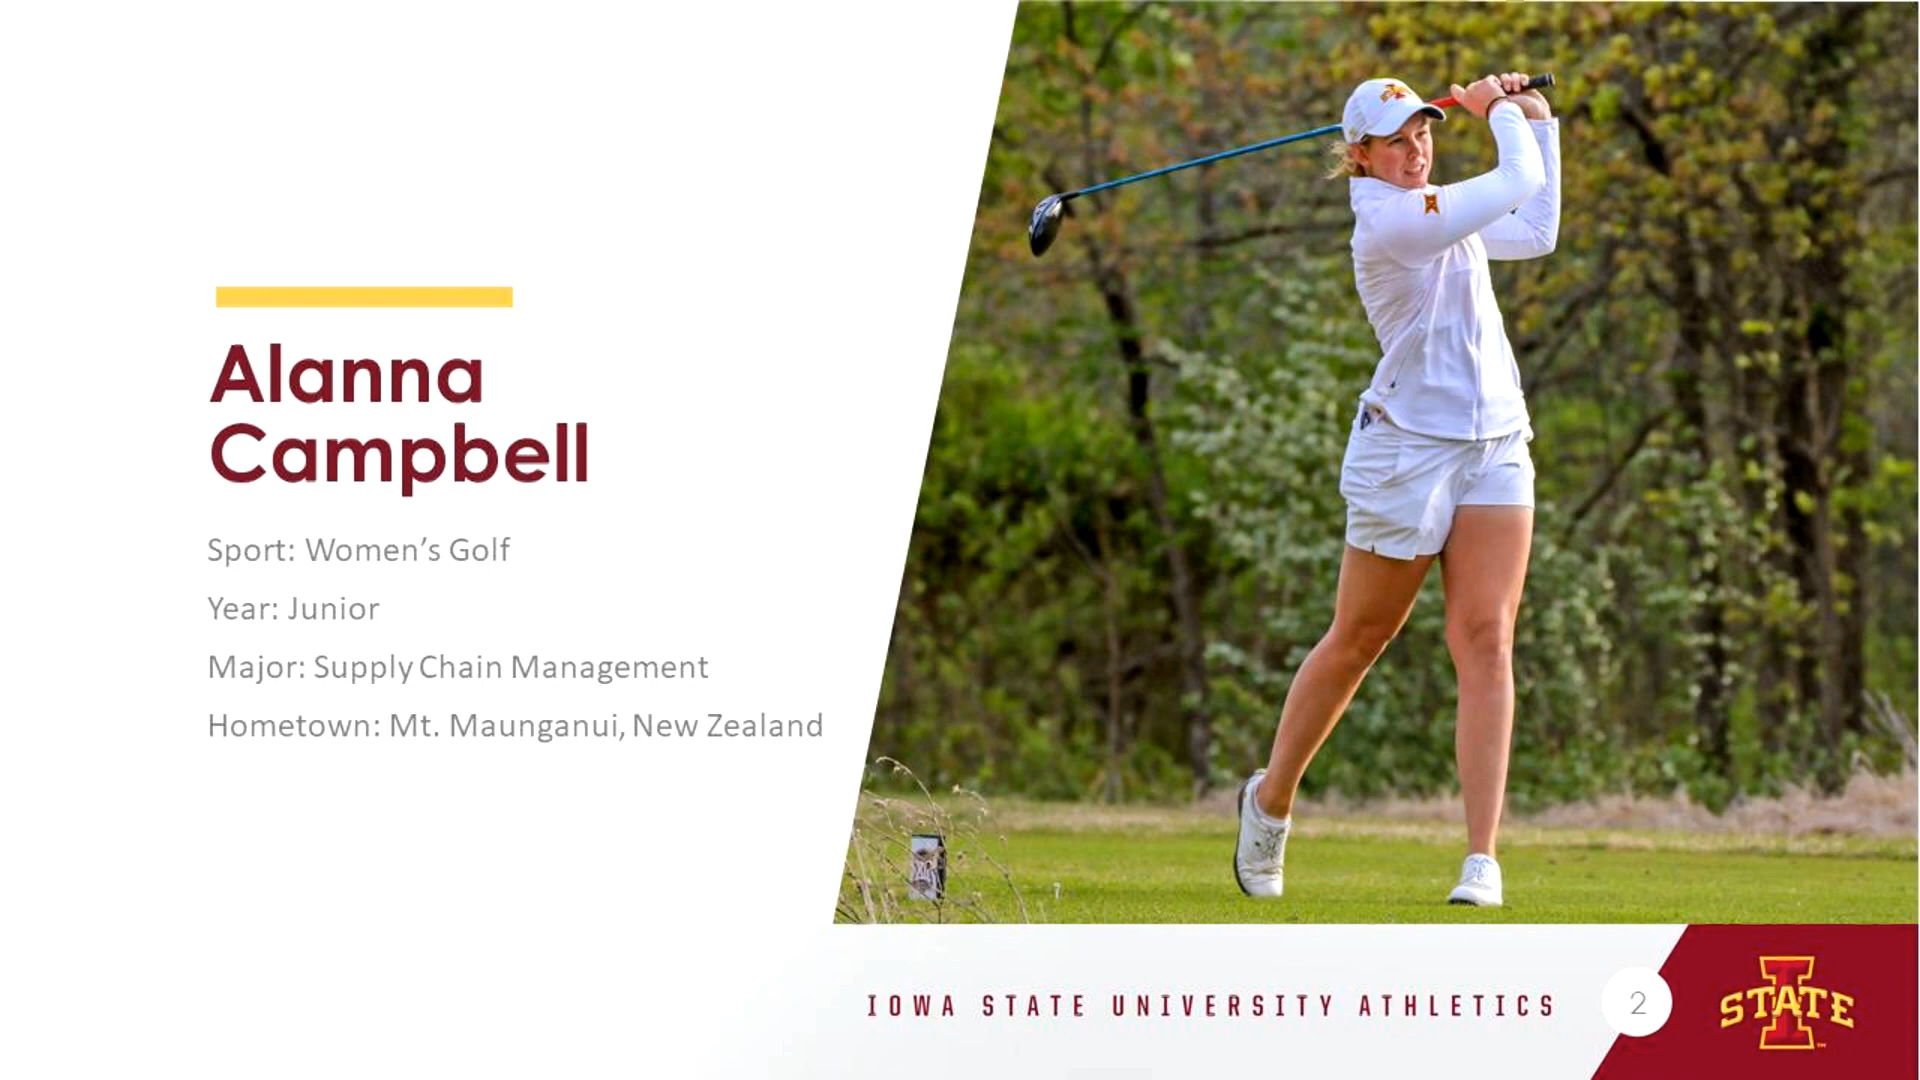 Alanna
Campbell
Sport: Women’s Golf
Year: Junior
Major: Supply Chain Management
Hometown: Mt. Maunganui, New Zealand
IOWA STATE UNIVERSITY ATHLETICS
2
I
STATE
™